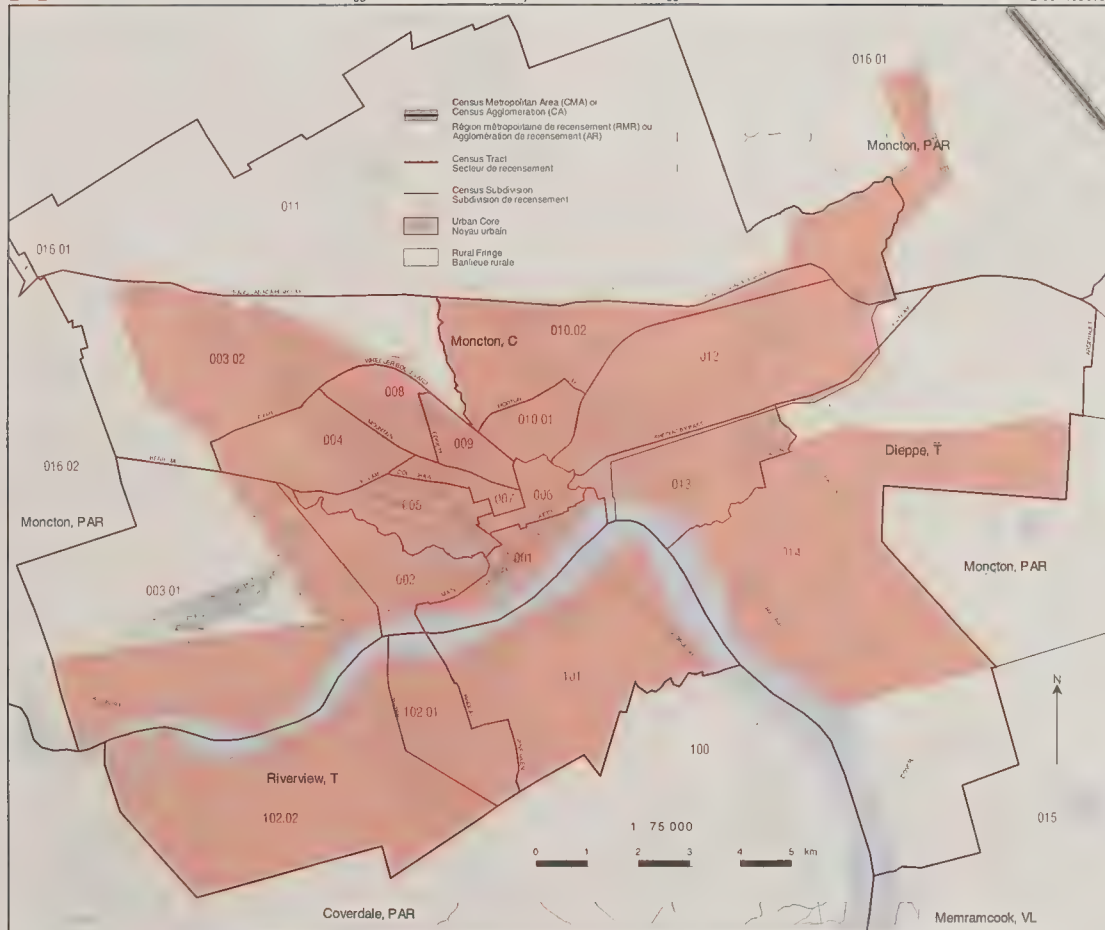 016 01
Census Metropolitan Area (CMA) or
Census Agglomeration (CA)
Région métropolitaine de recensement (RMR) ou
Agglomération de recensement (AR)
Census Tract
Secteur de recensement
Census Subdivision
Subdivision de recensement
Urban Core
Noyau urbain
Rural Fringe
Banlieue rurale
Moncton, PAR
011
016 01
Moncton, C
010.02
012
003 02
008
004
009
010 01
Dieppe, T
016 02
Moncton, PAR
005
007
006
013
014
Moncton, PAR
003 01
002
001
MAIN
101
102 01
100
Riverview, T
102.02
1 75 000
0 1 2 3 4 5 km
N
015
Coverdale, PAR
Memramcook, VL